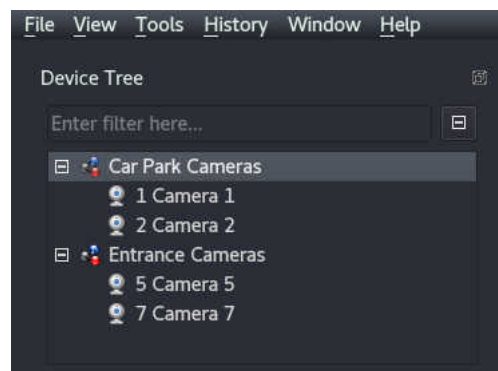 File View Tools History Window Help
Device Tree
Enter filter here...
Car Park Cameras
1 Camera 1
2 Camera 2
Entrance Cameras
5 Camera 5
7 Camera 7